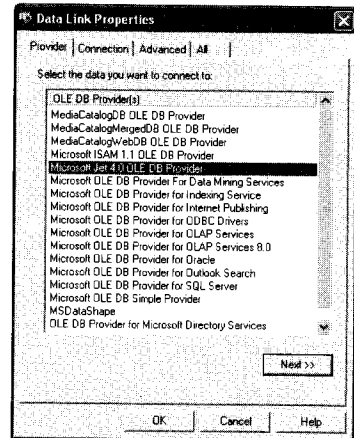 Data Link Properties
Provider Connection Advanced All
Select the data you want to connect to:
OLE DB Provider(s)
MediaCatalogDB OLE DB Provider
MediaCatalogMergedDB OLE DB Provider
MediaCatalogWebDB OLE DB Provider
Microsoft ISAM 1.1 OLE DB Provider
Microsoft Jet 4.0 OLE DB Provider
Microsoft OLE DB Provider For Data Mining Services
Microsoft OLE DB Provider for Indexing Service
Microsoft OLE DB Provider for Internet Publishing
Microsoft OLE DB Provider for ODBC Drivers
Microsoft OLE DB Provider for OLAP Services
Microsoft OLE DB Provider for OLAP Services 8.0
Microsoft OLE DB Provider for Oracle
Microsoft OLE DB Provider for Outlook Search
Microsoft OLE DB Provider for SQL Server
Microsoft OLE DB Simple Provider
MSDataShape
OLE DB Provider for Microsoft Directory Services
Next >>
OK Cancel Help